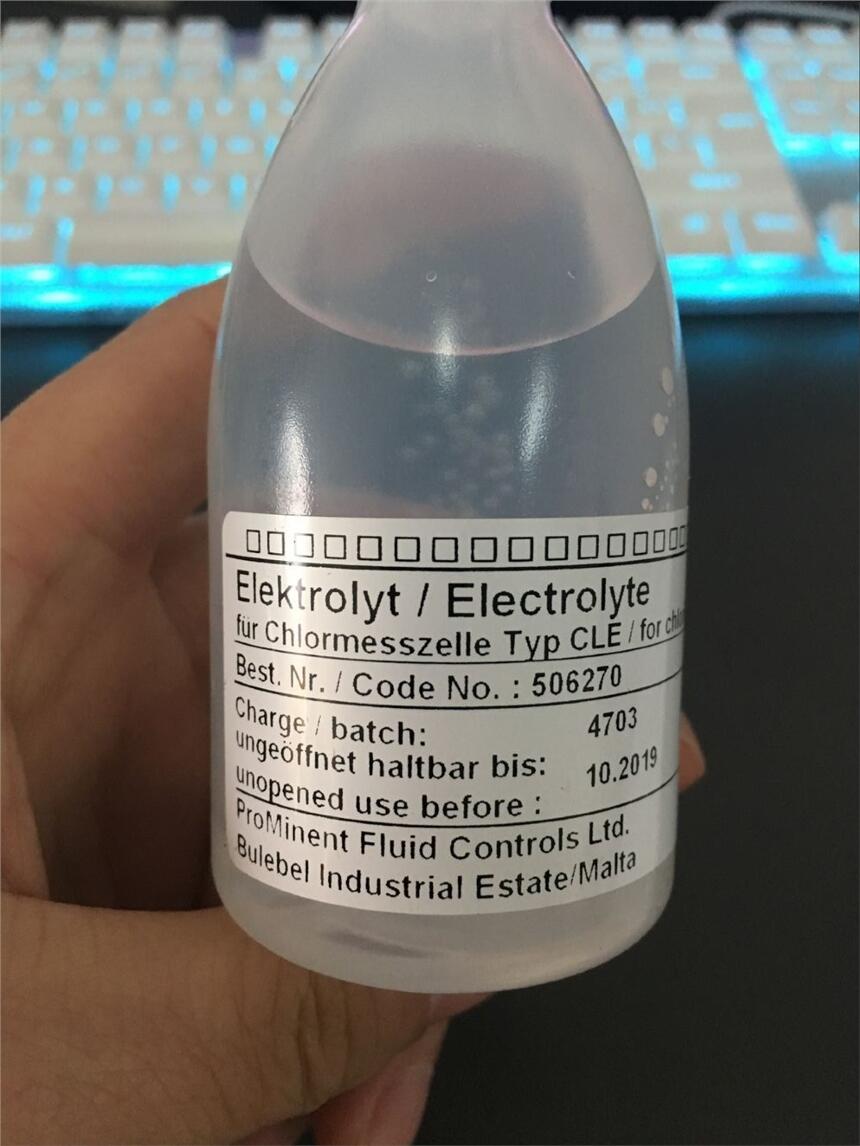 □□□□□□□□□□□□□□□□
Elektrolyt / Electrolyte
für Chlormesszelle Typ CLE / for
Best. Nr. / Code No. : 506270
Charge / batch: 4703
ungeöffnet haltbar bis:
unopened use before : 10.2019
ProMinent Fluid Controls Ltd.
Bulebel Industrial Estate/Malta